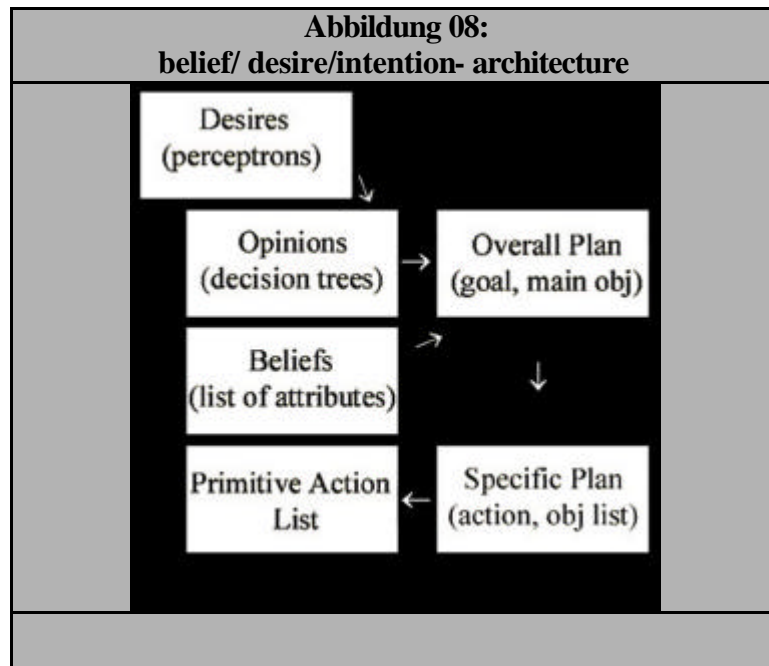 Abbildung 08:
belief/ desire/intention- architecture
Desires
(perceptrons)
Opinions
(decision trees)
Overall Plan
(goal, main obj)
Beliefs
(list of attributes)
Primitive Action
List
Specific Plan
(action, obj list)